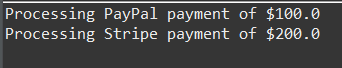 Processing PayPal payment of $100.0
Processing Stripe payment of $200.0